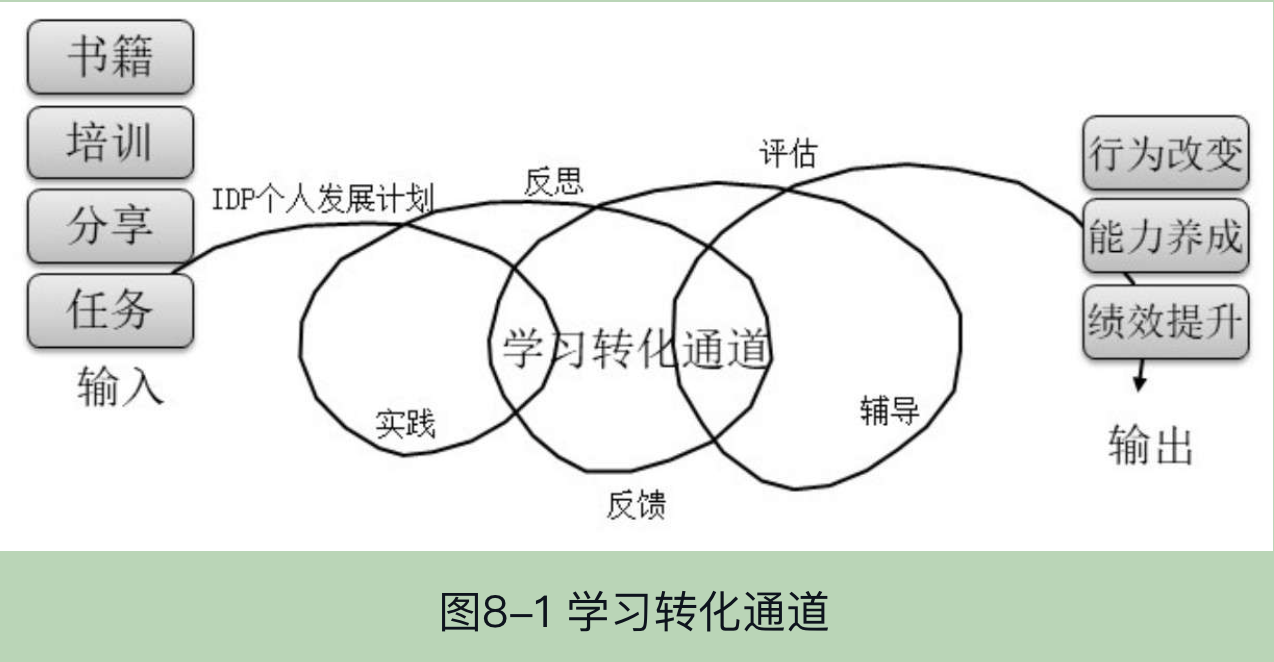 书籍
培训
分享
任务
输入
IDP个人发展计划
反思
评估
学习转化通道
实践
反馈
辅导
行为改变
能力养成
绩效提升
输出
图8-1 学习转化通道